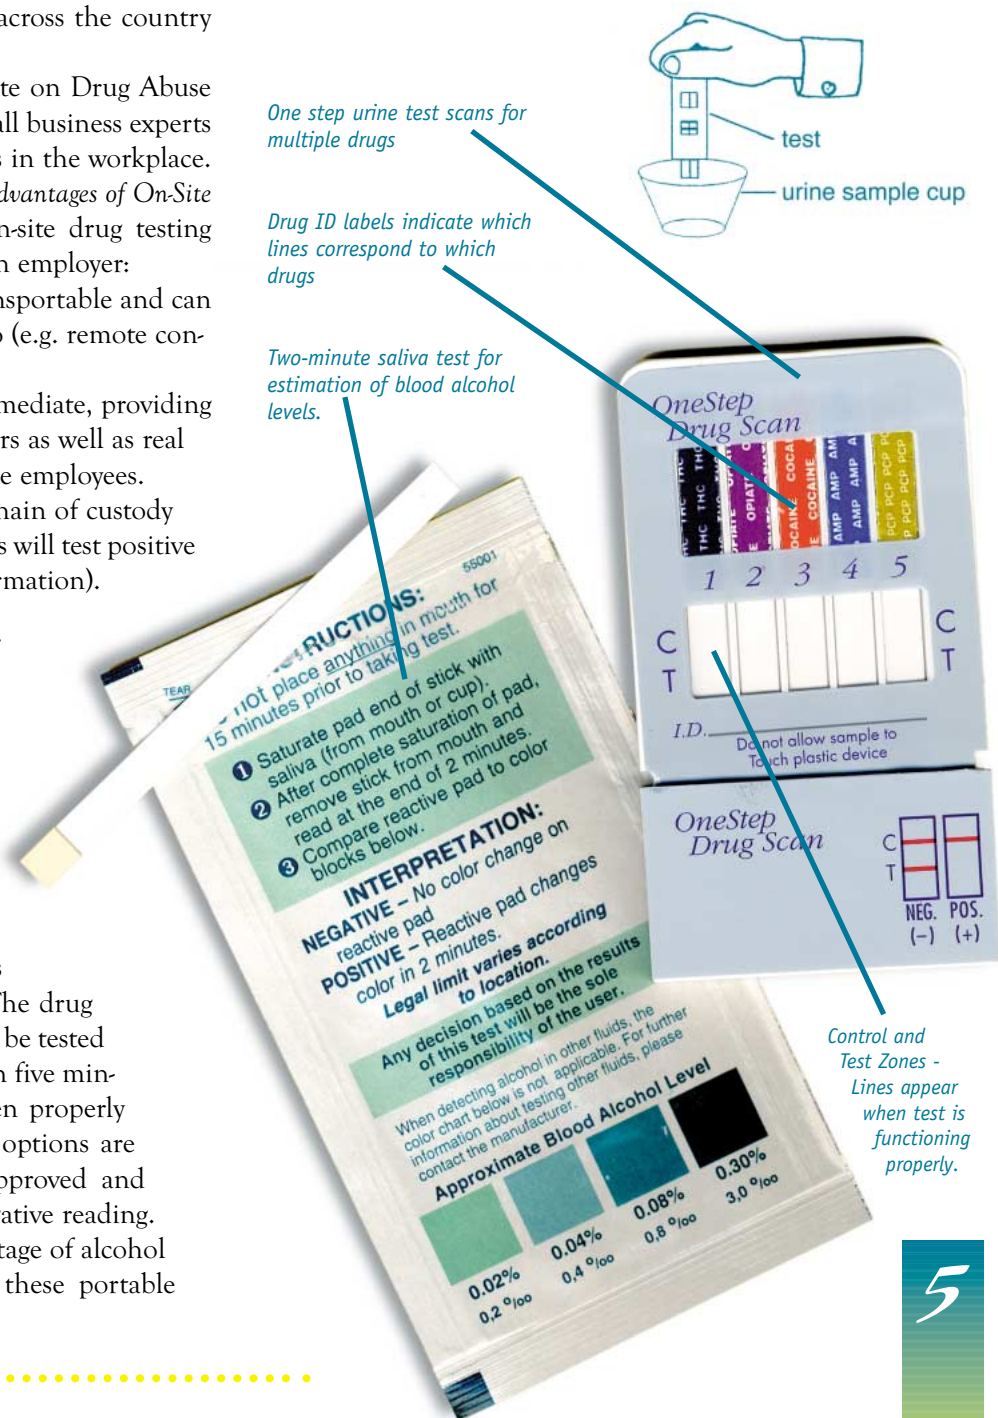 across the country
te on Drug Abuse
all business experts
s in the workplace.
dvantages of On-Site
n-site drug testing
n employer:
nsportable and can
o (e.g. remote con-
mediate, providing
ers as well as real
e employees.
hain of custody
s will test positive
ormation).
s
The drug
be tested
n five min-
en properly
options are
pproved and
rative reading.
tage of alcohol
these portable
One step urine test scans for
multiple drugs
Drug ID labels indicate which
lines correspond to which
drugs
Two-minute saliva test for
estimation of blood alcohol
levels.
test
urine sample cup
OneStep
Drug Scan
THC THC THC
OPIATE
COCAINE COCAINE
AMP AMP AMP
PCP PCP PCP
1 2 3 4 5
C C
T T
I.D.
Do not allow sample to
Touch plastic device
OneStep
Drug Scan
C
T
NEG. POS.
(–) (+)
55001
TEAR
STRUCTIONS:
not place anything in mouth for
15 minutes prior to taking test.
1 Saturate pad end of stick with
saliva (from mouth or cup).
2 After complete saturation of pad,
remove stick from mouth and
read at the end of 2 minutes.
3 Compare reactive pad to color
blocks below.
INTERPRETATION:
NEGATIVE – No color change on
reactive pad
POSITIVE – Reactive pad changes
color in 2 minutes.
Legal limit varies according
to location.
Any decision based on the results
of this test will be the sole
responsibility of the user.
When detecting alcohol in other fluids, the
color chart below is not applicable. For further
information about testing other fluids, please
contact the manufacturer.
Approximate Blood Alcohol Level
0.02% 0.04% 0.08% 0.30%
0,2 ‰ 0,4 ‰ 0,8 ‰ 3,0 ‰
Control and
Test Zones -
Lines appear
when test is
functioning
properly.
5